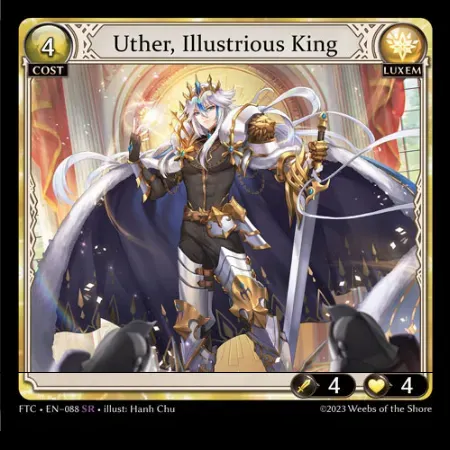 4
COST
Uther, Illustrious King
LUXEM
4
4
FTC • EN-088 SR • illust: Hanh Chu
©2023 Weebs of the Shore